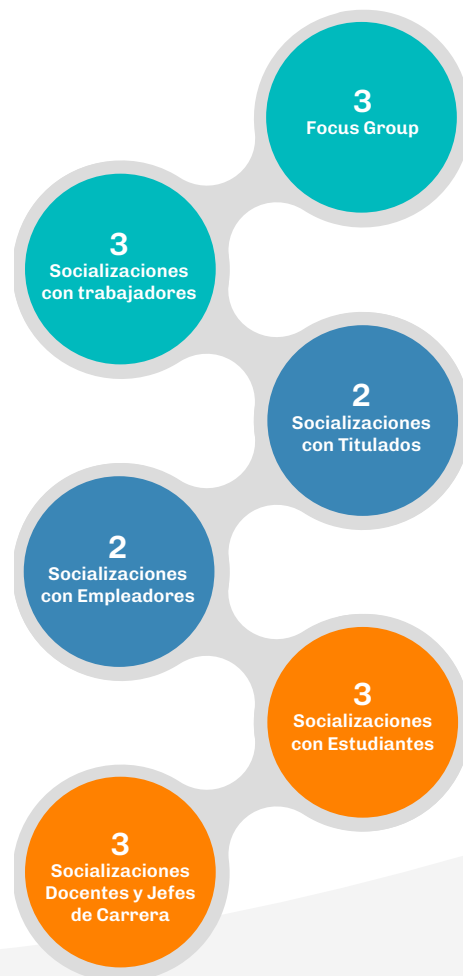 3
Focus Group
3
Socializaciones
con trabajadores
2
Socializaciones
con Titulados
2
Socializaciones
con Empleadores
3
Socializaciones
con Estudiantes
3
Socializaciones
Docentes y Jefes
de Carrera